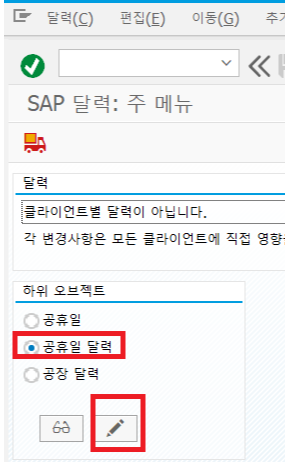 달력(C) 편집(E) 이동(G) 추가
SAP 달력: 주 메뉴
달력
클라이언트별 달력이 아닙니다.
각 변경사항은 모든 클라이언트에 직접 영향을
하위 오브젝트
공휴일
공휴일 달력
공장 달력